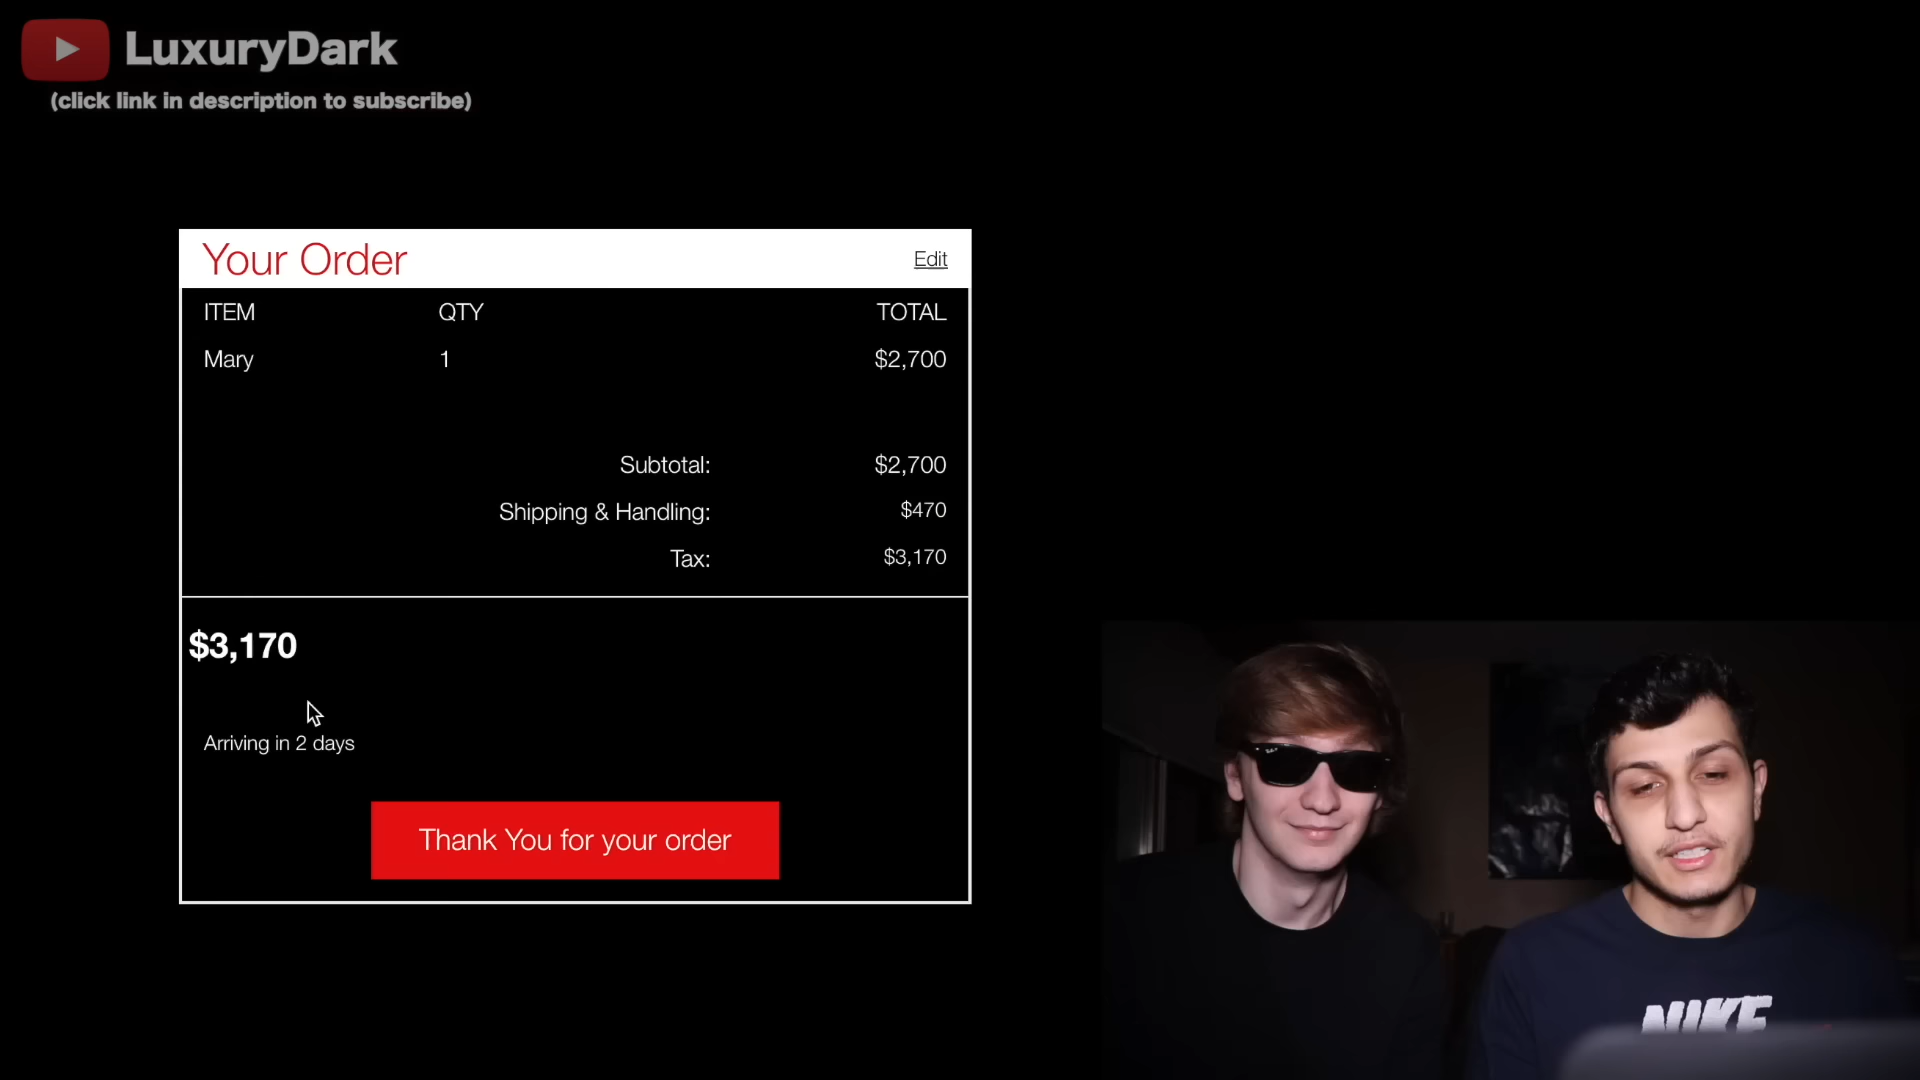 LuxuryDark
(click link in description to subscribe)
Your Order
Edit
ITEM QTY TOTAL
Mary 1 $2,700
Subtotal: $2,700
Shipping & Handling: $470
Tax: $3,170
$3,170
Arriving in 2 days
Thank You for your order
NIKE